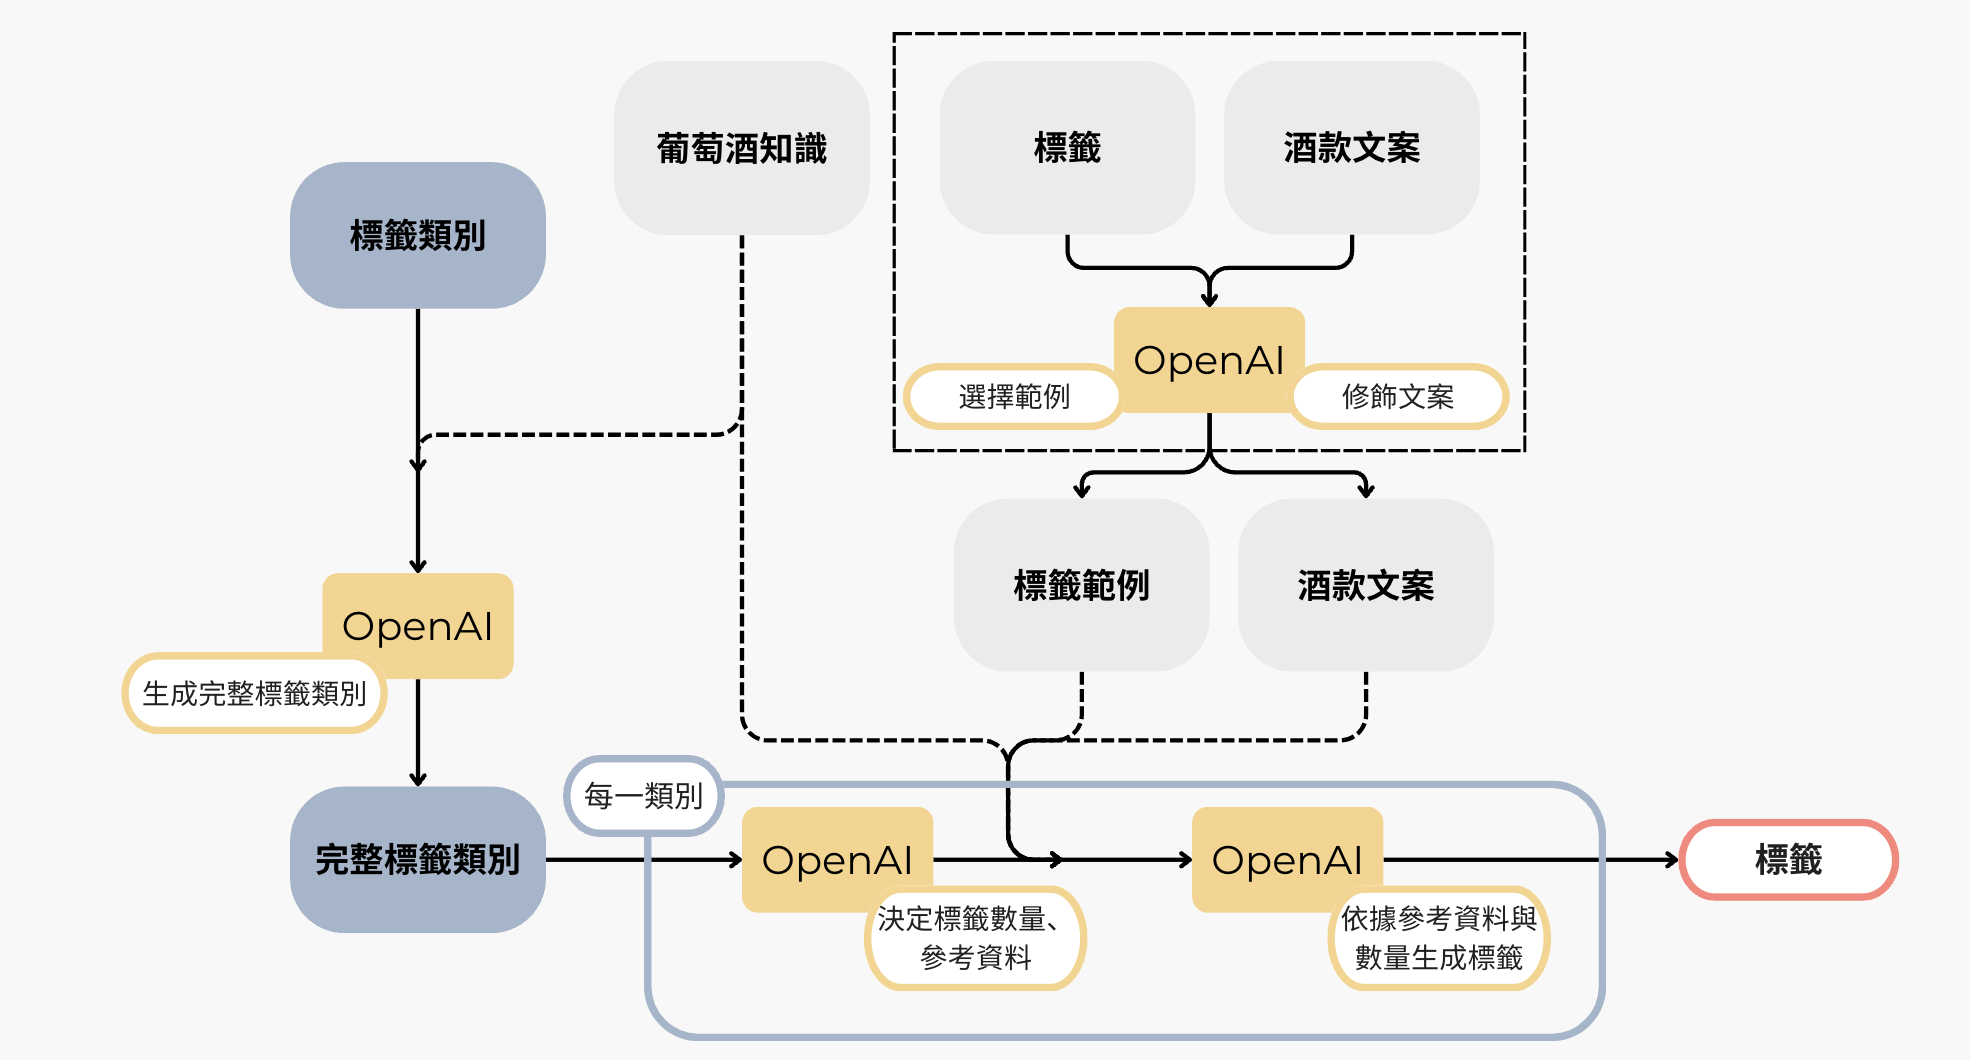 葡萄酒知識
標籤
酒款文案
標籤類別
OpenAI
選擇範例
修飾文案
標籤範例
酒款文案
OpenAI
生成完整標籤類別
每一類別
完整標籤類別
OpenAI
決定標籤數量、
參考資料
OpenAI
依據參考資料與
數量生成標籤
標籤